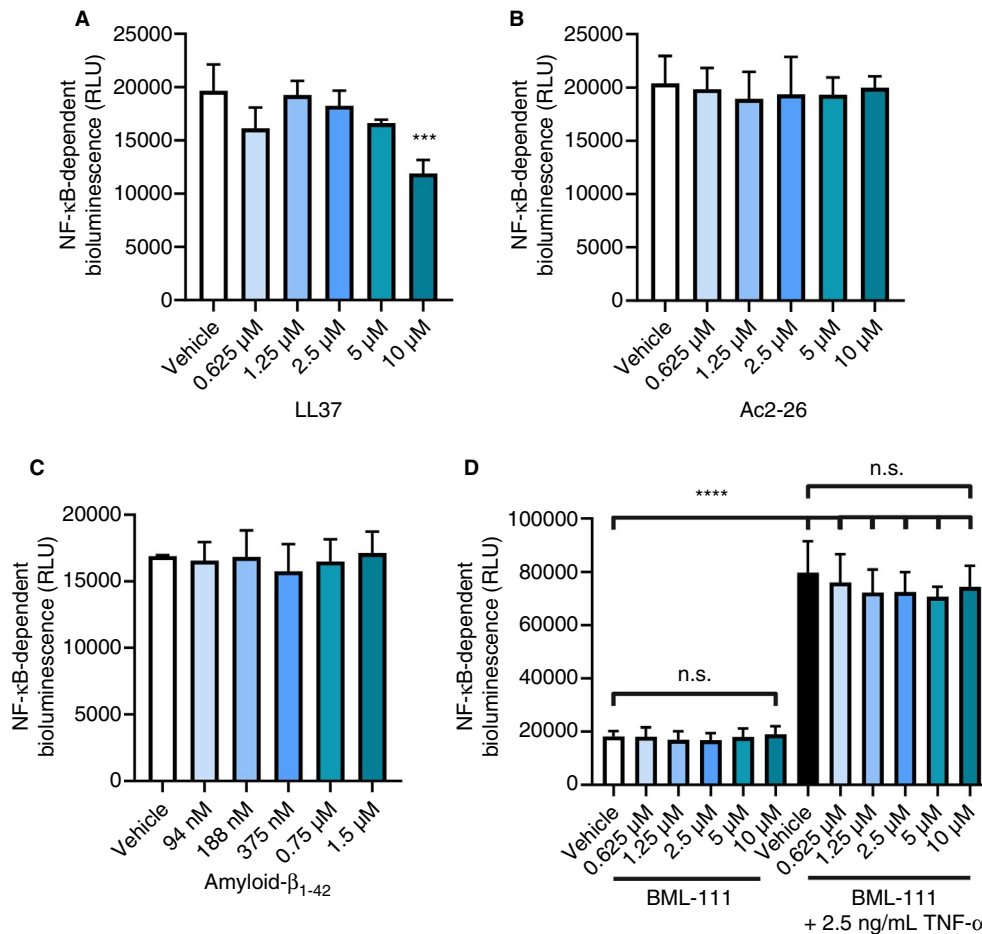 A
NF-κB-dependent
bioluminescence (RLU)
25000
20000
15000
10000
5000
0
***
Vehicle
0.625 μM
1.25 μM
2.5 μM
5 μM
10 μM
LL37
B
NF-κB-dependent
bioluminescence (RLU)
25000
20000
15000
10000
5000
0
Vehicle
0.625 μM
1.25 μM
2.5 μM
5 μM
10 μM
Ac2-26
C
NF-κB-dependent
bioluminescence (RLU)
20000
15000
10000
5000
0
Vehicle
94 nM
188 nM
375 nM
0.75 μM
1.5 μM
Amyloid-β1-42
D
NF-κB-dependent
bioluminescence (RLU)
100000
80000
60000
40000
20000
0
n.s.
****
n.s.
Vehicle
0.625 μM
1.25 μM
2.5 μM
5 μM
10 μM
Vehicle
0.625 μM
1.25 μM
2.5 μM
5 μM
10 μM
BML-111
BML-111
+ 2.5 ng/mL TNF-α